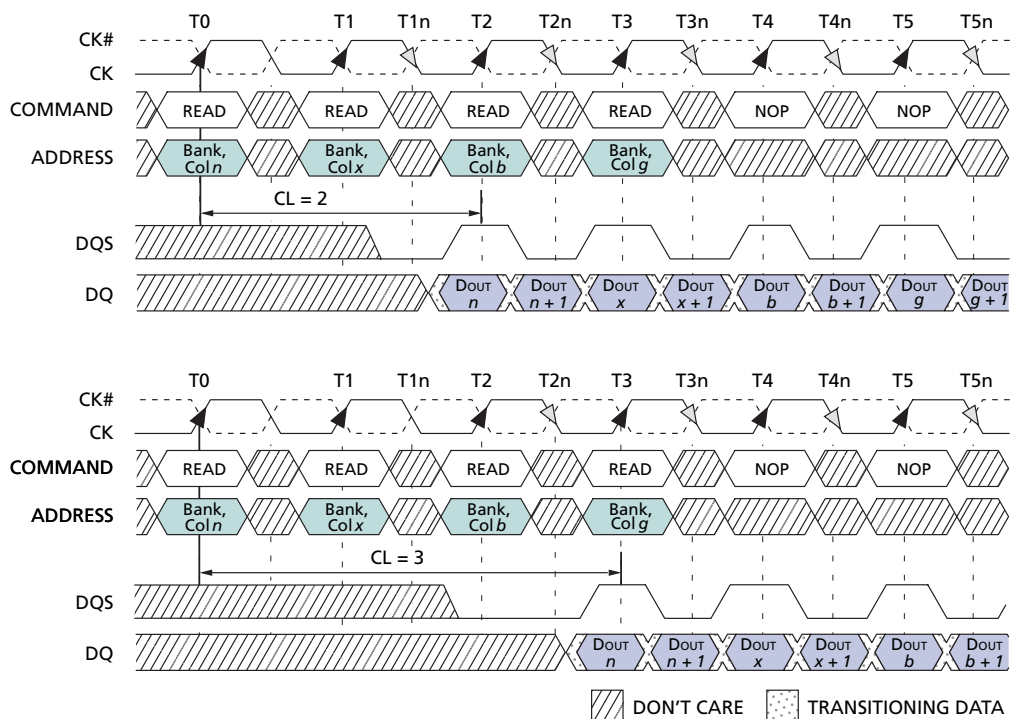 T0 T1 T1n T2 T2n T3 T3n T4 T4n T5 T5n
CK#
CK
COMMAND READ READ READ READ NOP NOP
ADDRESS Bank, Col n Bank, Col x Bank, Col b Bank, Col g
CL = 2
DQS
DQ DOUT n DOUT n + 1 DOUT x DOUT x + 1 DOUT b DOUT b + 1 DOUT g DOUT g + 1
T0 T1 T1n T2 T2n T3 T3n T4 T4n T5 T5n
CK#
CK
COMMAND READ READ READ READ NOP NOP
ADDRESS Bank, Col n Bank, Col x Bank, Col b Bank, Col g
CL = 3
DQS
DQ DOUT n DOUT n + 1 DOUT x DOUT x + 1 DOUT b DOUT b + 1
DON'T CARE TRANSITIONING DATA